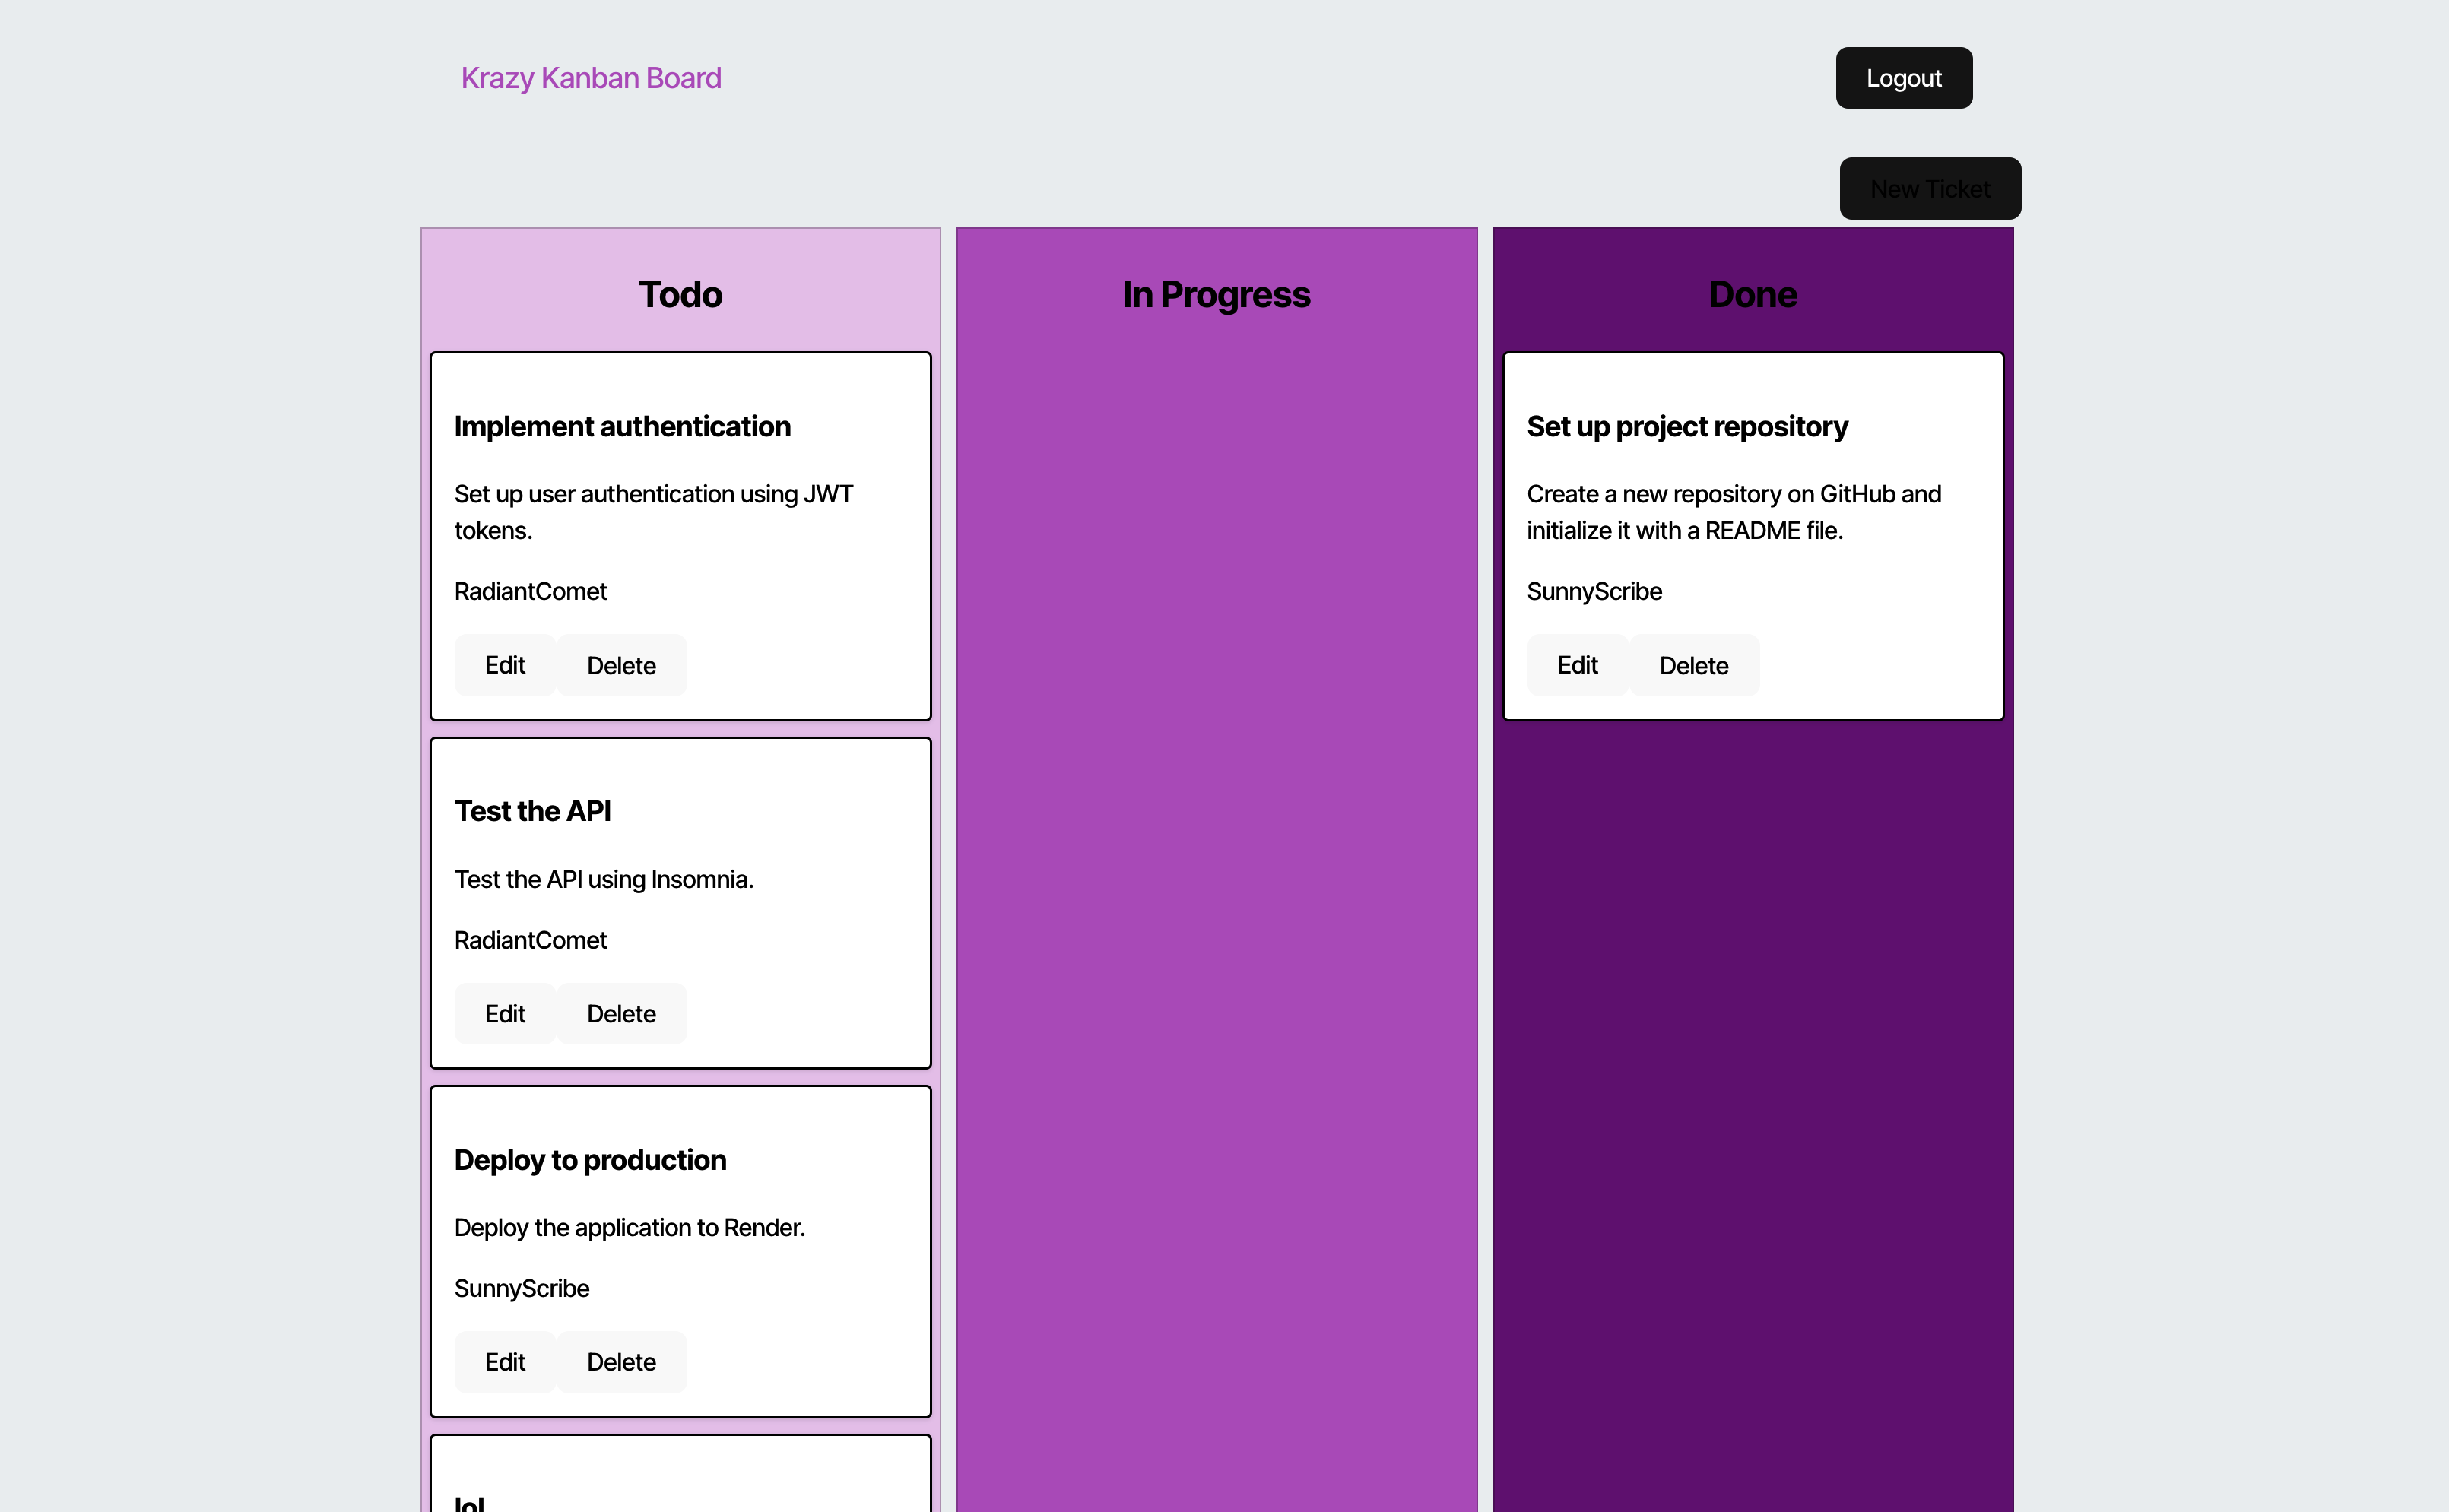 Krazy Kanban Board
Logout
New Ticket
Todo
Implement authentication
Set up user authentication using JWT
tokens.
RadiantComet
Edit
Delete
Test the API
Test the API using Insomnia.
RadiantComet
Edit
Delete
Deploy to production
Deploy the application to Render.
SunnyScribe
Edit
Delete
lol
In Progress
Done
Set up project repository
Create a new repository on GitHub and
initialize it with a README file.
SunnyScribe
Edit
Delete